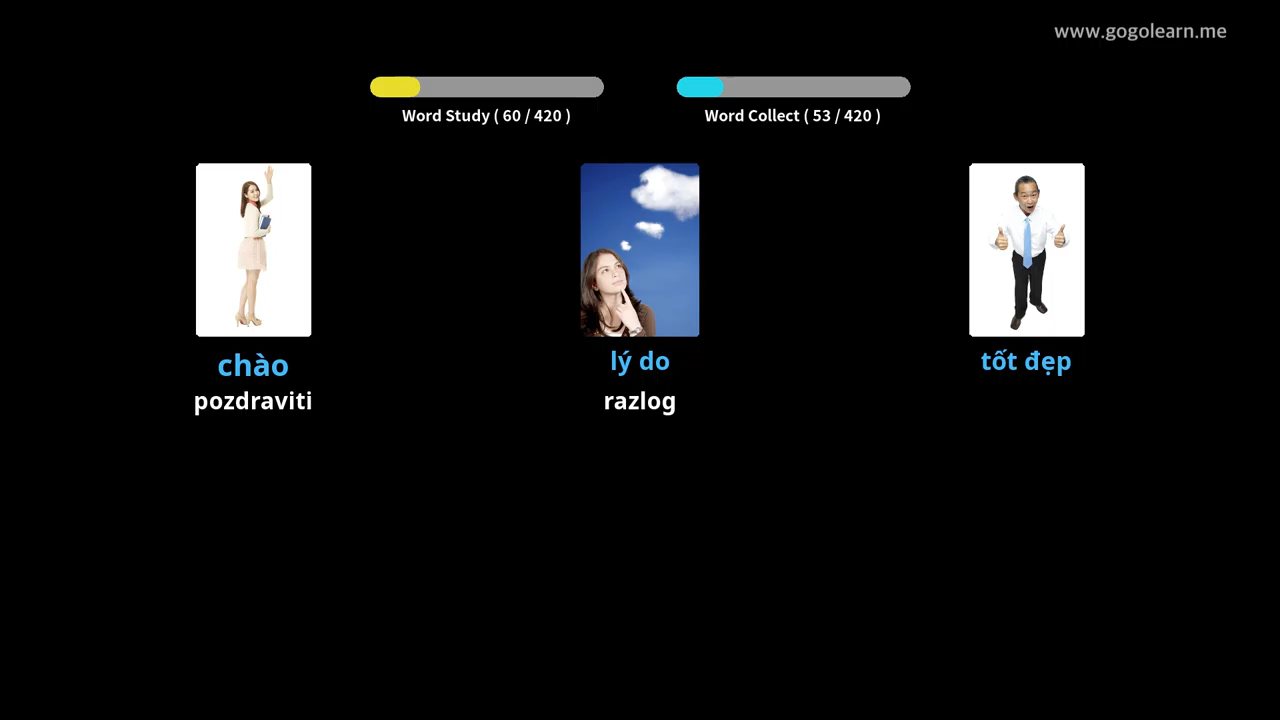 www.gogolearn.me
Word Study ( 60 / 420 )
Word Collect ( 53 / 420 )
chào
pozdraviti
lý do
razlog
tốt đẹp